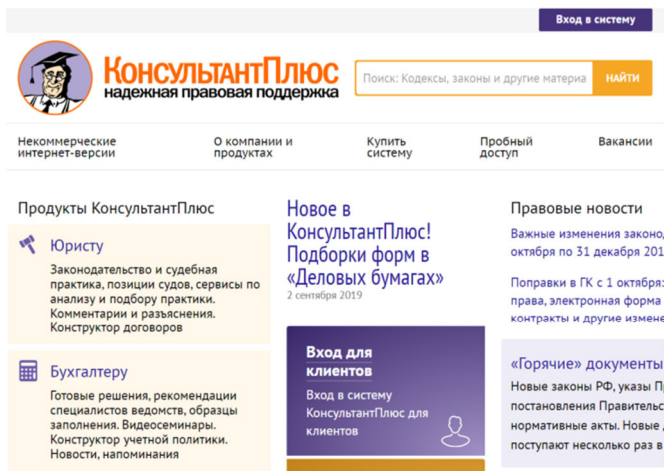 Вход в систему
КонсультантПлюс
надежная правовая поддержка
Поиск: Кодексы, законы и другие материа
НАЙТИ
Некоммерческие
интернет-версии
О компании и
продуктах
Купить
систему
Пробный
доступ
Вакансии
Продукты КонсультантПлюс
Юристу
Законодательство и судебная
практика, позиции судов, сервисы по
анализу и подбору практики.
Комментарии и разъяснения.
Конструктор договоров
Бухгалтеру
Готовые решения, рекомендации
специалистов ведомств, образцы
заполнения. Видеосеминары.
Конструктор учетной политики.
Новости, напоминания
Новое в
КонсультантПлюс!
Подборки форм в
«Деловых бумагах»
2 сентября 2019
Вход для
клиентов
Вход в систему
КонсультантПлюс для
клиентов
Правовые новости
Важные изменения законод
октября по 31 декабря 201
Поправки в ГК с 1 октября:
права, электронная форма
контракты и другие измене
«Горячие» документы
Новые законы РФ, указы П
постановления Правительс
нормативные акты. Новые
поступают несколько раз в